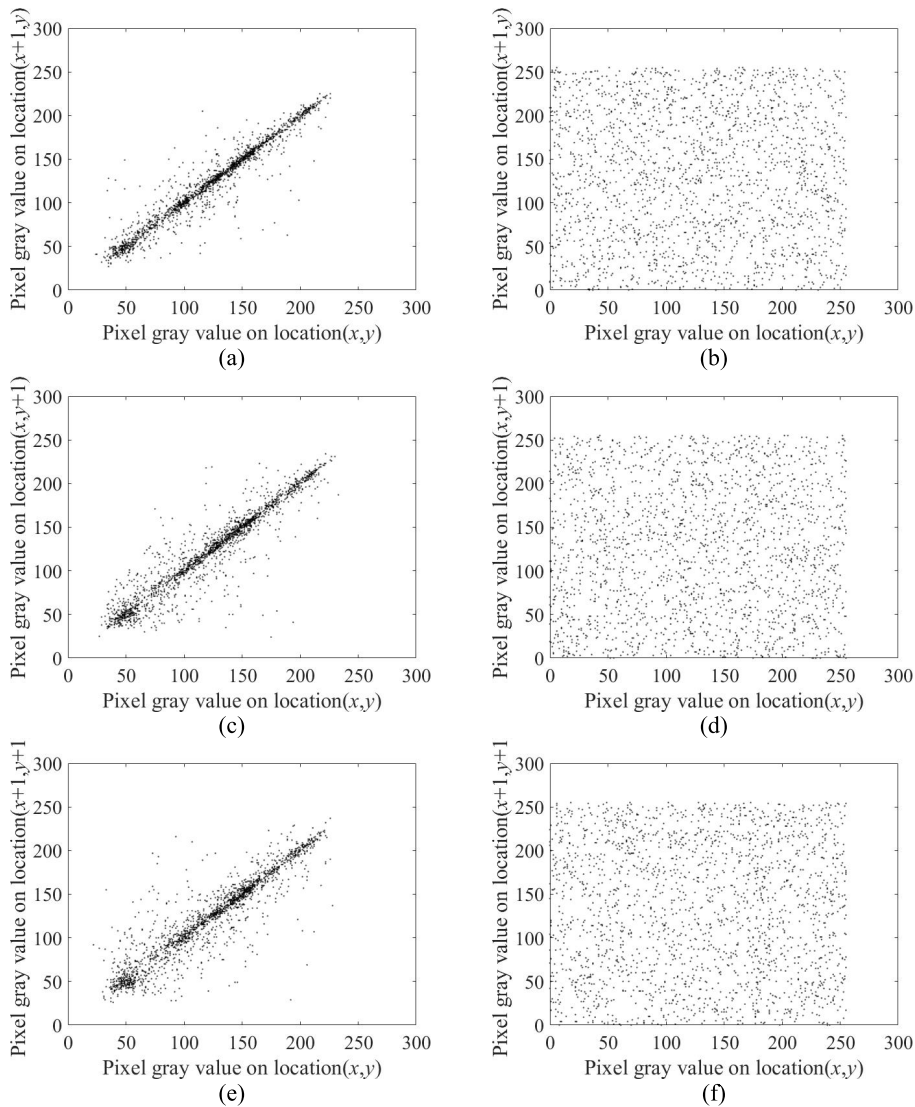 Pixel gray value on location(x+1,y)
300
250
200
150
100
50
0
0 50 100 150 200 250 300
Pixel gray value on location(x,y)
(a)
Pixel gray value on location(x+1,y)
300
250
200
150
100
50
0
0 50 100 150 200 250 300
Pixel gray value on location(x,y)
(b)
Pixel gray value on location(x,y+1)
300
250
200
150
100
50
0
0 50 100 150 200 250 300
Pixel gray value on location(x,y)
(c)
Pixel gray value on location(x,y+1)
300
250
200
150
100
50
0
0 50 100 150 200 250 300
Pixel gray value on location(x,y)
(d)
Pixel gray value on location(x+1,y+1
300
250
200
150
100
50
0
0 50 100 150 200 250 300
Pixel gray value on location(x,y)
(e)
Pixel gray value on location(x+1,y+1
300
250
200
150
100
50
0
0 50 100 150 200 250 300
Pixel gray value on location(x,y)
(f)